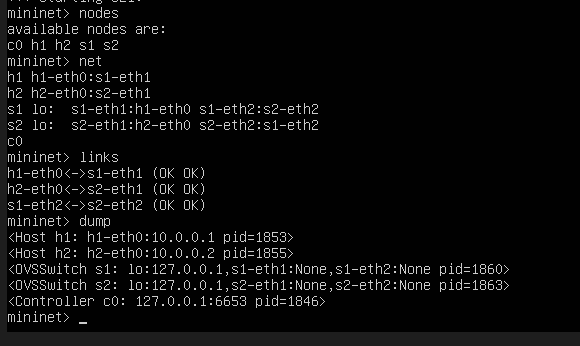 mininet> nodes
available nodes are:
c0 h1 h2 s1 s2
mininet> net
h1 h1-eth0:s1-eth1
h2 h2-eth0:s2-eth1
s1 lo:  s1-eth1:h1-eth0 s1-eth2:s2-eth2
s2 lo:  s2-eth1:h2-eth0 s2-eth2:s1-eth2
c0
mininet> links
h1-eth0<->s1-eth1 (OK OK)
h2-eth0<->s2-eth1 (OK OK)
s1-eth2<->s2-eth2 (OK OK)
mininet> dump
<Host h1: h1-eth0:10.0.0.1 pid=1853>
<Host h2: h2-eth0:10.0.0.2 pid=1855>
<OVSSwitch s1: lo:127.0.0.1,s1-eth1:None,s1-eth2:None pid=1860>
<OVSSwitch s2: lo:127.0.0.1,s2-eth1:None,s2-eth2:None pid=1863>
<Controller c0: 127.0.0.1:6653 pid=1846>
mininet> _